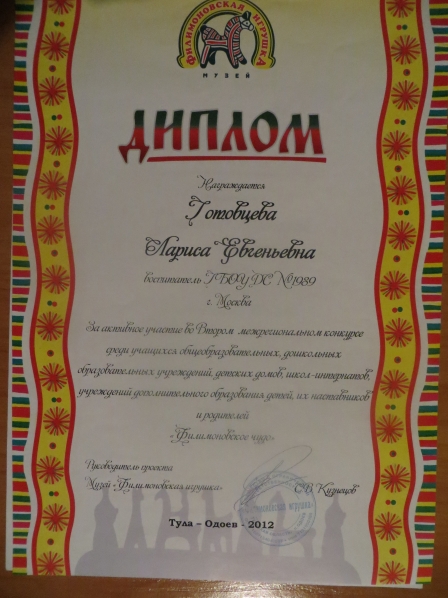 ФИЛИМОНОВСКАЯ ИГРУШКА
МУЗЕЙ
ДИПЛОМ
Награждается
Готовцева
Лариса Евгеньевна
воспитатель ГБОУ ДС №1989
г. Москва
За активное участие во Втором межрегиональном конкурсе
среди учащихся общеобразовательных, дошкольных
образовательных учреждений, детских домов, школ-интернатов,
учреждений дополнительного образования детей, их наставников
и родителей
«Филимоновское чудо»
Руководитель проекта
Музей «Филимоновская игрушка»
С.В. Кузнецов
Тула – Одоев - 2012